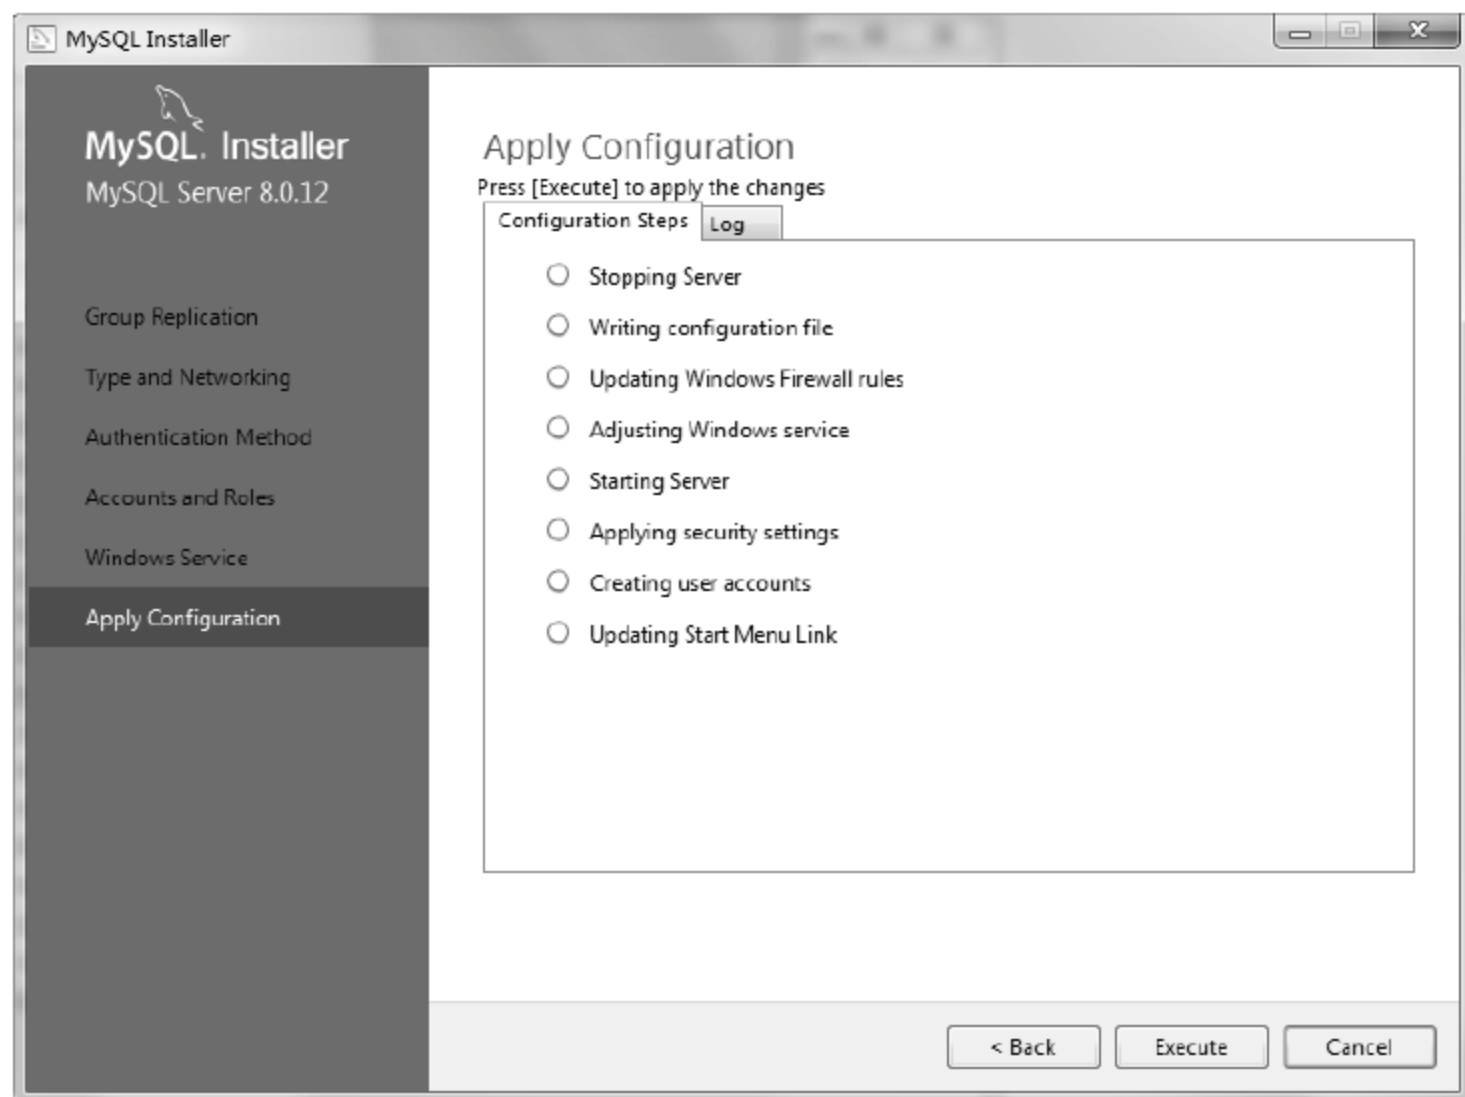 MySQL Installer
MySQL. Installer
MySQL Server 8.0.12
Group Replication
Type and Networking
Authentication Method
Accounts and Roles
Windows Service
Apply Configuration
Apply Configuration
Press [Execute] to apply the changes
Configuration Steps
Log
Stopping Server
Writing configuration file
Updating Windows Firewall rules
Adjusting Windows service
Starting Server
Applying security settings
Creating user accounts
Updating Start Menu Link
< Back
Execute
Cancel